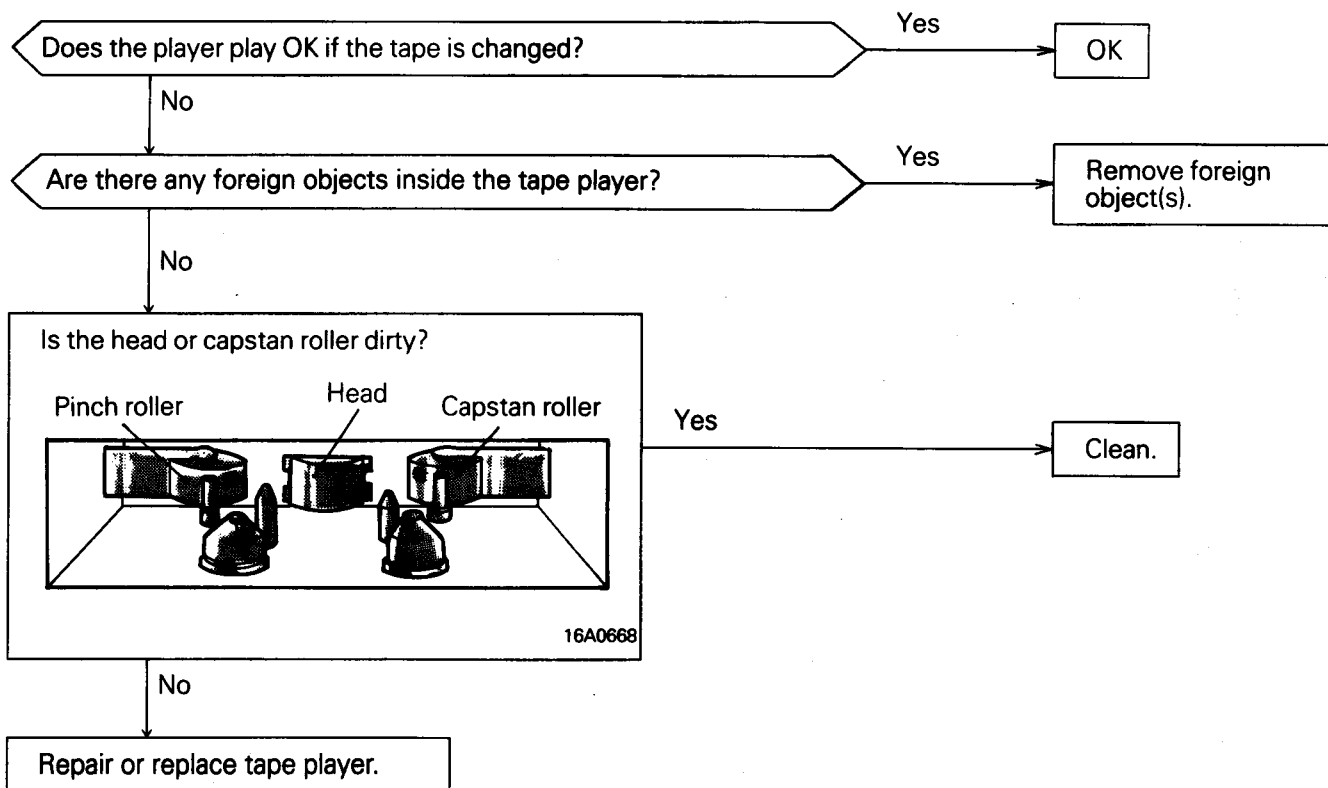 Does the player play OK if the tape is changed?
Yes
OK
No
Are there any foreign objects inside the tape player?
Yes
Remove foreign
object(s).
No
Is the head or capstan roller dirty?
Pinch roller
Head
Capstan roller
Yes
Clean.
16A0668
No
Repair or replace tape player.